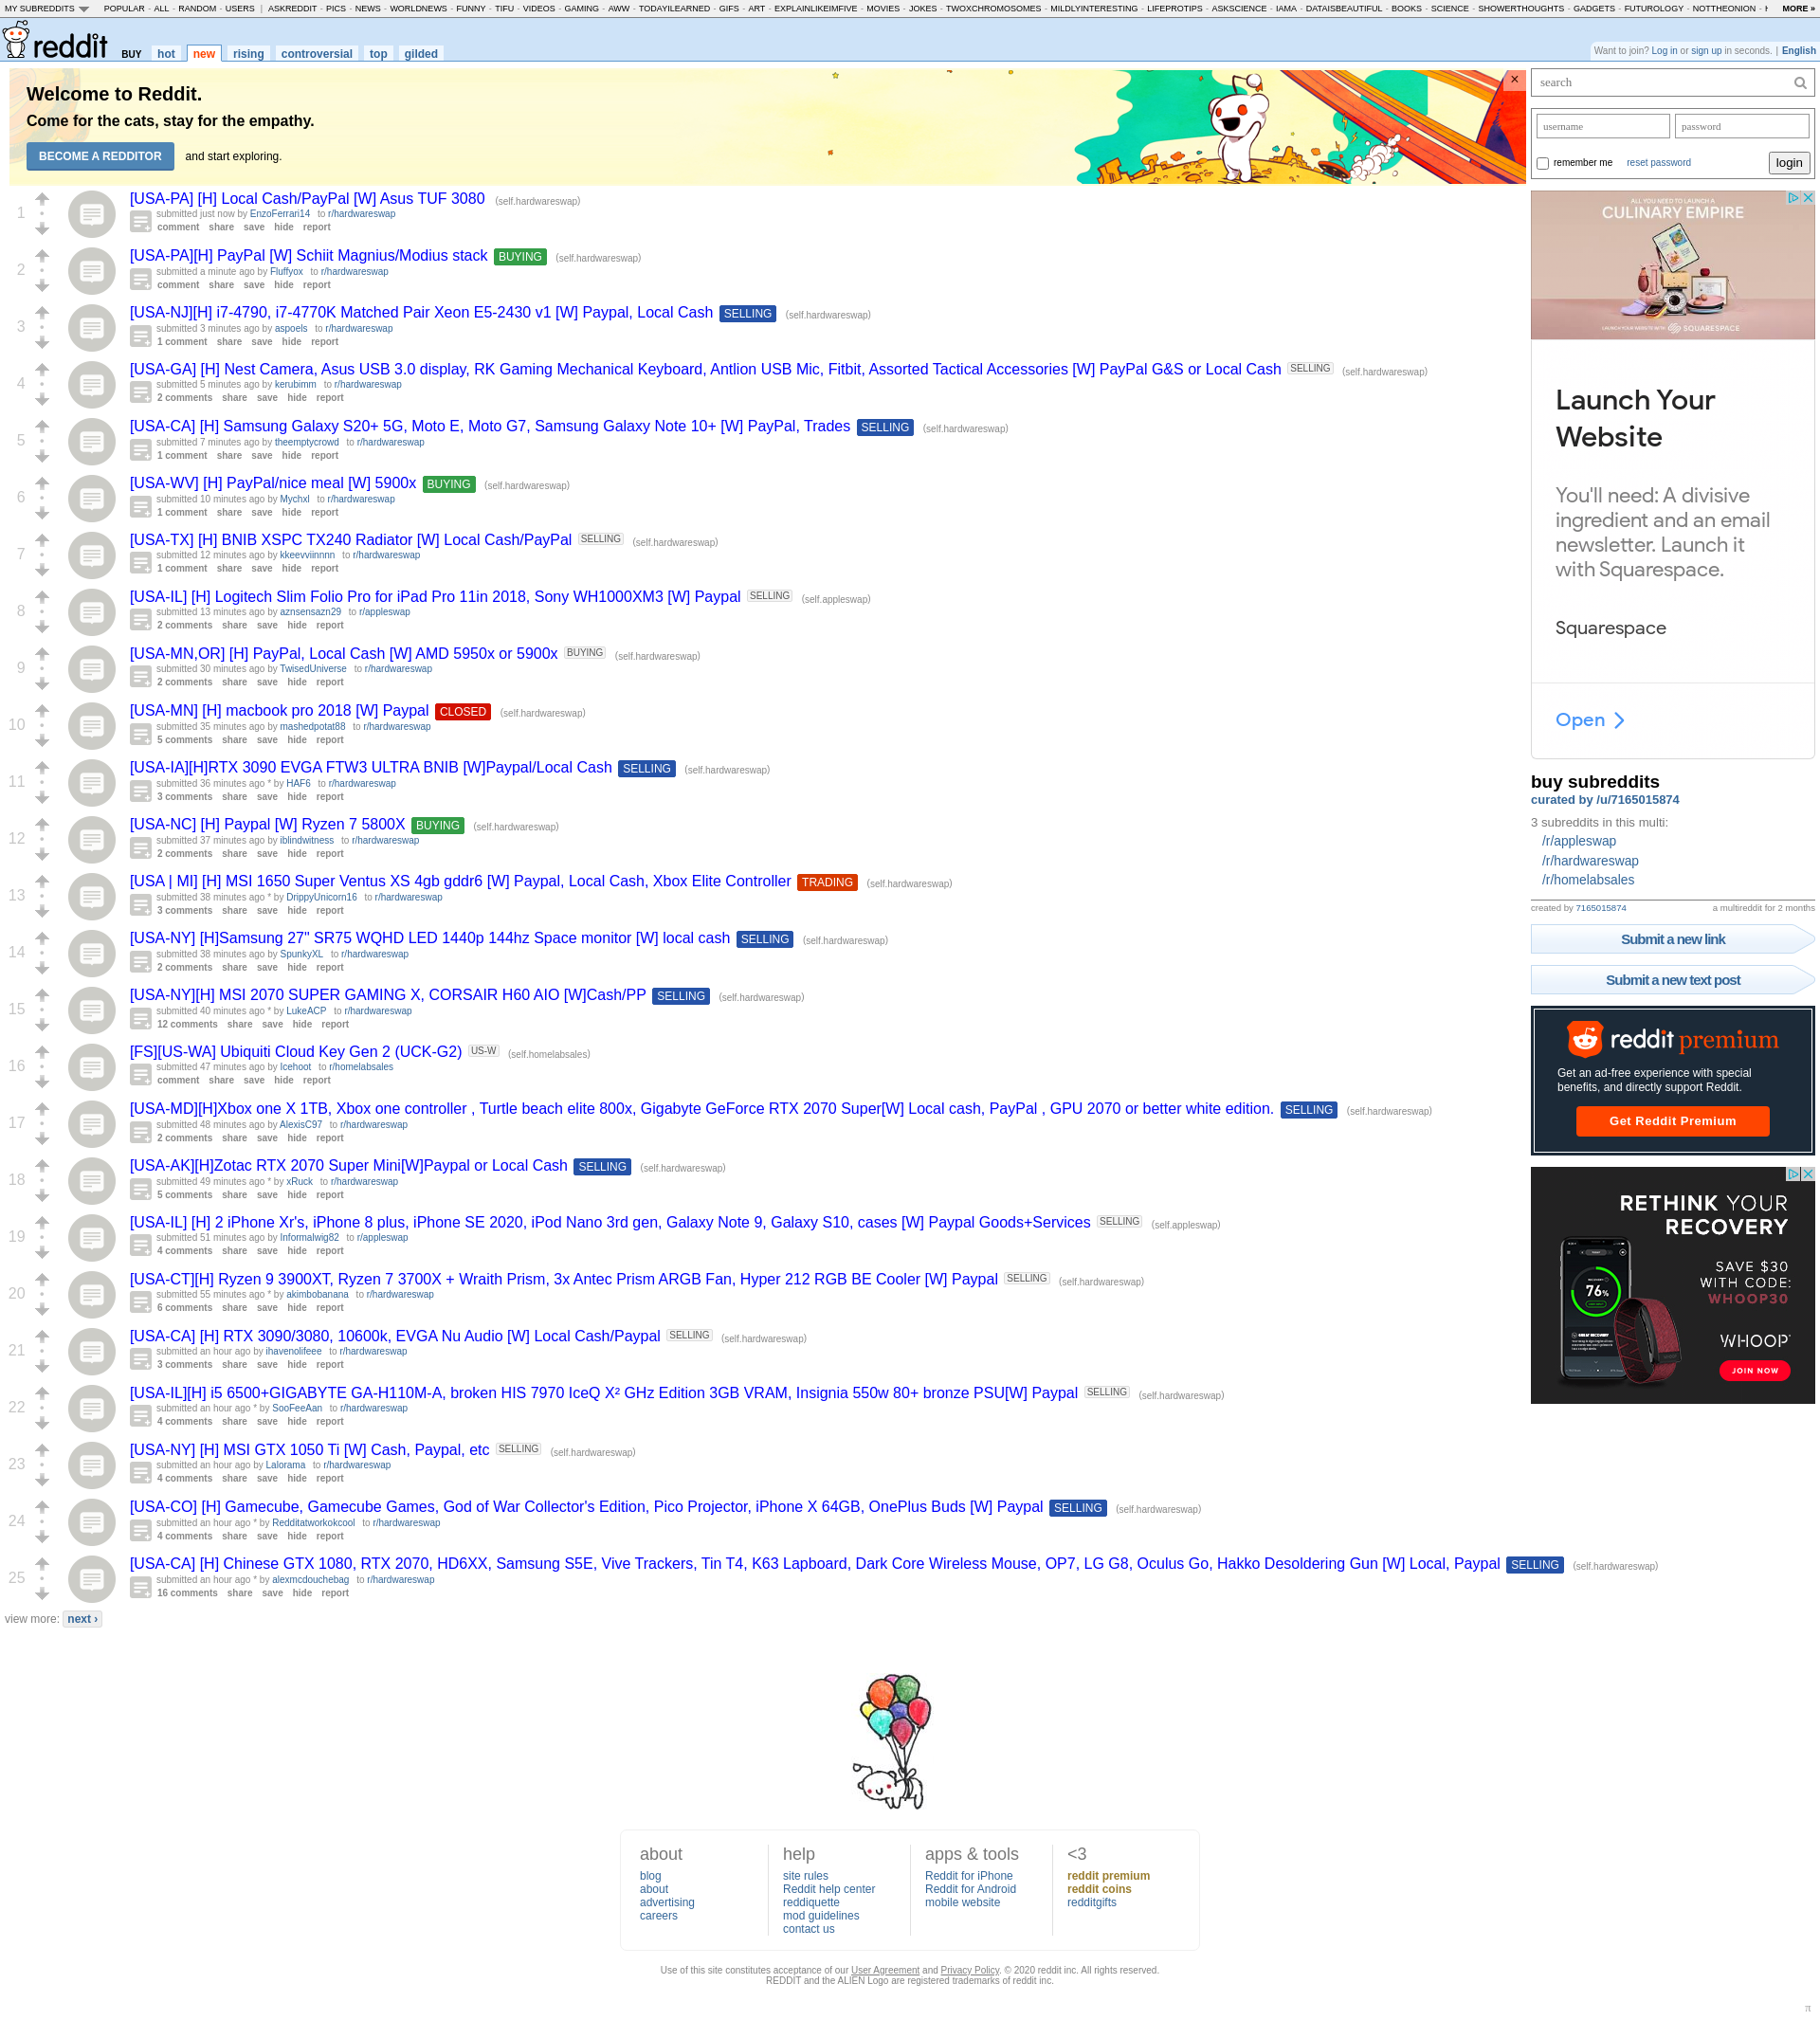 MY SUBREDDITS POPULAR - ALL - RANDOM - USERS | ASKREDDIT - PICS - NEWS - WORLDNEWS - FUNNY - TIFU - VIDEOS - GAMING - AWW - TODAYILEARNED - GIFS - ART - EXPLAINLIKEIMFIVE - MOVIES - JOKES - TWOXCHROMOSOMES - MILDLYINTERESTING - LIFEPROTIPS - ASKSCIENCE - IAMA - DATAISBEAUTIFUL - BOOKS - SCIENCE - SHOWERTHOUGHTS - GADGETS - FUTUROLOGY - NOTTHEONION - MORE »
reddit BUY hot new rising controversial top gilded
Want to join? Log in or sign up in seconds. | English
Welcome to Reddit.
Come for the cats, stay for the empathy.
BECOME A REDDITOR and start exploring.
×
1
[USA-PA] [H] Local Cash/PayPal [W] Asus TUF 3080 (self.hardwareswap)
submitted just now by EnzoFerrari14 to r/hardwareswap
comment share save hide report
2
[USA-PA][H] PayPal [W] Schiit Magnius/Modius stack BUYING (self.hardwareswap)
submitted a minute ago by Fluffyox to r/hardwareswap
comment share save hide report
3
[USA-NJ][H] i7-4790, i7-4770K Matched Pair Xeon E5-2430 v1 [W] Paypal, Local Cash SELLING (self.hardwareswap)
submitted 3 minutes ago by aspoels to r/hardwareswap
1 comment share save hide report
4
[USA-GA] [H] Nest Camera, Asus USB 3.0 display, RK Gaming Mechanical Keyboard, Antlion USB Mic, Fitbit, Assorted Tactical Accessories [W] PayPal G&S or Local Cash SELLING (self.hardwareswap)
submitted 5 minutes ago by kerubimm to r/hardwareswap
2 comments share save hide report
5
[USA-CA] [H] Samsung Galaxy S20+ 5G, Moto E, Moto G7, Samsung Galaxy Note 10+ [W] PayPal, Trades SELLING (self.hardwareswap)
submitted 7 minutes ago by theemptycrowd to r/hardwareswap
1 comment share save hide report
6
[USA-WV] [H] PayPal/nice meal [W] 5900x BUYING (self.hardwareswap)
submitted 10 minutes ago by Mychxl to r/hardwareswap
1 comment share save hide report
7
[USA-TX] [H] BNIB XSPC TX240 Radiator [W] Local Cash/PayPal SELLING (self.hardwareswap)
submitted 12 minutes ago by kkeevviinnnn to r/hardwareswap
1 comment share save hide report
8
[USA-IL] [H] Logitech Slim Folio Pro for iPad Pro 11in 2018, Sony WH1000XM3 [W] Paypal SELLING (self.appleswap)
submitted 13 minutes ago by aznsensazn29 to r/appleswap
2 comments share save hide report
9
[USA-MN,OR] [H] PayPal, Local Cash [W] AMD 5950x or 5900x BUYING (self.hardwareswap)
submitted 30 minutes ago by TwisedUniverse to r/hardwareswap
2 comments share save hide report
10
[USA-MN] [H] macbook pro 2018 [W] Paypal CLOSED (self.hardwareswap)
submitted 35 minutes ago by mashedpotat88 to r/hardwareswap
5 comments share save hide report
11
[USA-IA][H]RTX 3090 EVGA FTW3 ULTRA BNIB [W]Paypal/Local Cash SELLING (self.hardwareswap)
submitted 36 minutes ago * by HAF6 to r/hardwareswap
3 comments share save hide report
12
[USA-NC] [H] Paypal [W] Ryzen 7 5800X BUYING (self.hardwareswap)
submitted 37 minutes ago by iblindwitness to r/hardwareswap
2 comments share save hide report
13
[USA | MI] [H] MSI 1650 Super Ventus XS 4gb gddr6 [W] Paypal, Local Cash, Xbox Elite Controller TRADING (self.hardwareswap)
submitted 38 minutes ago * by DrippyUnicorn16 to r/hardwareswap
3 comments share save hide report
14
[USA-NY] [H]Samsung 27" SR75 WQHD LED 1440p 144hz Space monitor [W] local cash SELLING (self.hardwareswap)
submitted 38 minutes ago by SpunkyXL to r/hardwareswap
2 comments share save hide report
15
[USA-NY][H] MSI 2070 SUPER GAMING X, CORSAIR H60 AIO [W]Cash/PP SELLING (self.hardwareswap)
submitted 40 minutes ago * by LukeACP to r/hardwareswap
12 comments share save hide report
16
[FS][US-WA] Ubiquiti Cloud Key Gen 2 (UCK-G2) US-W (self.homelabsales)
submitted 47 minutes ago by Icehoot to r/homelabsales
comment share save hide report
17
[USA-MD][H]Xbox one X 1TB, Xbox one controller , Turtle beach elite 800x, Gigabyte GeForce RTX 2070 Super[W] Local cash, PayPal , GPU 2070 or better white edition. SELLING (self.hardwareswap)
submitted 48 minutes ago by AlexisC97 to r/hardwareswap
2 comments share save hide report
18
[USA-AK][H]Zotac RTX 2070 Super Mini[W]Paypal or Local Cash SELLING (self.hardwareswap)
submitted 49 minutes ago * by xRuck to r/hardwareswap
5 comments share save hide report
19
[USA-IL] [H] 2 iPhone Xr's, iPhone 8 plus, iPhone SE 2020, iPod Nano 3rd gen, Galaxy Note 9, Galaxy S10, cases [W] Paypal Goods+Services SELLING (self.appleswap)
submitted 51 minutes ago by Informalwig82 to r/appleswap
4 comments share save hide report
20
[USA-CT][H] Ryzen 9 3900XT, Ryzen 7 3700X + Wraith Prism, 3x Antec Prism ARGB Fan, Hyper 212 RGB BE Cooler [W] Paypal SELLING (self.hardwareswap)
submitted 55 minutes ago * by akimbobanana to r/hardwareswap
6 comments share save hide report
21
[USA-CA] [H] RTX 3090/3080, 10600k, EVGA Nu Audio [W] Local Cash/Paypal SELLING (self.hardwareswap)
submitted an hour ago by ihavenolifeee to r/hardwareswap
3 comments share save hide report
22
[USA-IL][H] i5 6500+GIGABYTE GA-H110M-A, broken HIS 7970 IceQ X² GHz Edition 3GB VRAM, Insignia 550w 80+ bronze PSU[W] Paypal SELLING (self.hardwareswap)
submitted an hour ago * by SooFeeAan to r/hardwareswap
4 comments share save hide report
23
[USA-NY] [H] MSI GTX 1050 Ti [W] Cash, Paypal, etc SELLING (self.hardwareswap)
submitted an hour ago by Lalorama to r/hardwareswap
4 comments share save hide report
24
[USA-CO] [H] Gamecube, Gamecube Games, God of War Collector's Edition, Pico Projector, iPhone X 64GB, OnePlus Buds [W] Paypal SELLING (self.hardwareswap)
submitted an hour ago * by Redditatworkokcool to r/hardwareswap
4 comments share save hide report
25
[USA-CA] [H] Chinese GTX 1080, RTX 2070, HD6XX, Samsung S5E, Vive Trackers, Tin T4, K63 Lapboard, Dark Core Wireless Mouse, OP7, LG G8, Oculus Go, Hakko Desoldering Gun [W] Local, Paypal SELLING (self.hardwareswap)
submitted an hour ago * by alexmcdouchebag to r/hardwareswap
16 comments share save hide report
view more: next ›
search
username password
remember me reset password login
ALL YOU NEED TO LAUNCH A
CULINARY EMPIRE
LAUNCH YOUR WEBSITE WITH SQUARESPACE
Launch Your
Website
You'll need: A divisive
ingredient and an email
newsletter. Launch it
with Squarespace.
Squarespace
Open
buy subreddits
curated by /u/7165015874
3 subreddits in this multi:
/r/appleswap
/r/hardwareswap
/r/homelabsales
created by 7165015874 a multireddit for 2 months
Submit a new link
Submit a new text post
reddit premium
Get an ad-free experience with special
benefits, and directly support Reddit.
Get Reddit Premium
RETHINK YOUR
RECOVERY
SAVE $30
WITH CODE:
WHOOP30
76%
WHOOP
JOIN NOW
about
blog
about
advertising
careers
help
site rules
Reddit help center
reddiquette
mod guidelines
contact us
apps & tools
Reddit for iPhone
Reddit for Android
mobile website
<3
reddit premium
reddit coins
redditgifts
Use of this site constitutes acceptance of our User Agreement and Privacy Policy. © 2020 reddit inc. All rights reserved.
REDDIT and the ALIEN Logo are registered trademarks of reddit inc.
π